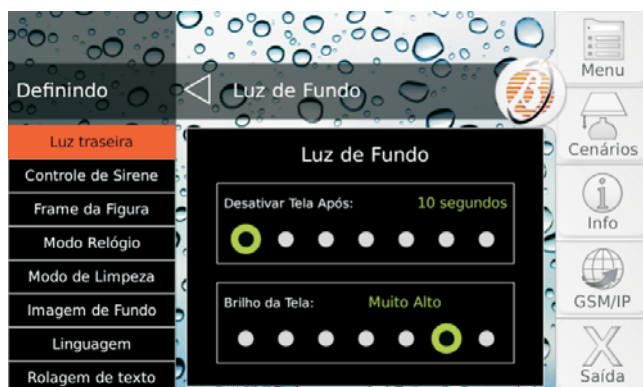 Definindo
Luz de Fundo
Luz traseira
Controle de Sirene
Frame da Figura
Modo Relógio
Modo de Limpeza
Imagem de Fundo
Linguagem
Rolagem de texto
Luz de Fundo
Desativar Tela Após: 10 segundos
Brilho da Tela: Muito Alto
Menu
Cenários
Info
GSM/IP
Saída